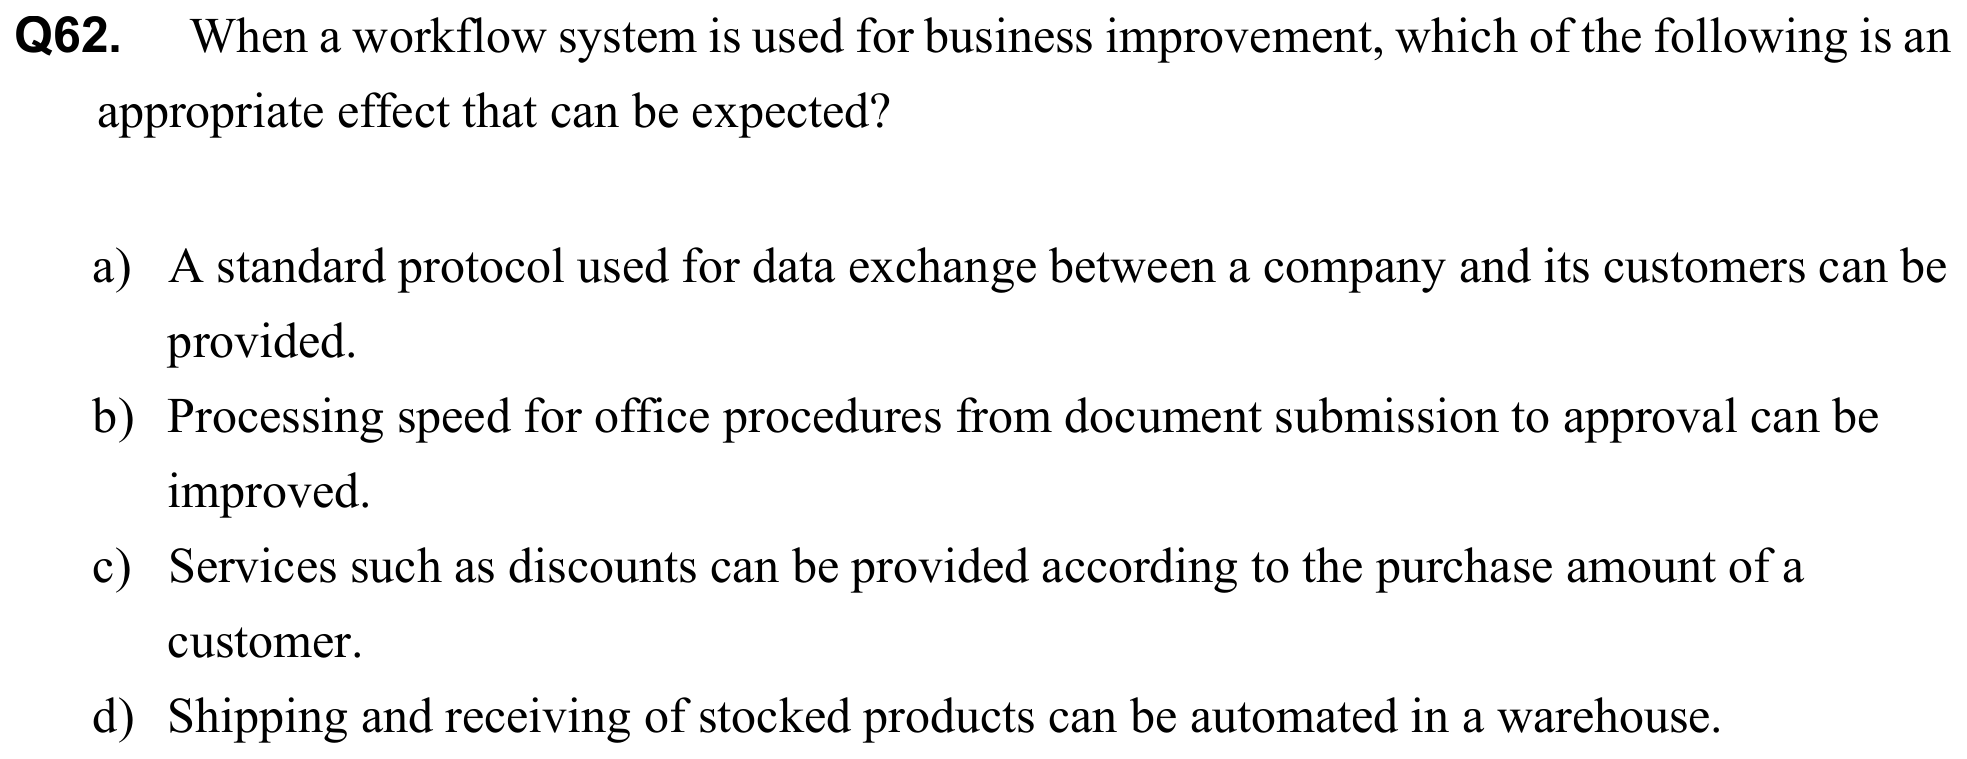 Q62. When a workflow system is used for business improvement, which of the following is an
appropriate effect that can be expected?
a) A standard protocol used for data exchange between a company and its customers can be
provided.
b) Processing speed for office procedures from document submission to approval can be
improved.
c) Services such as discounts can be provided according to the purchase amount of a
customer.
d) Shipping and receiving of stocked products can be automated in a warehouse.